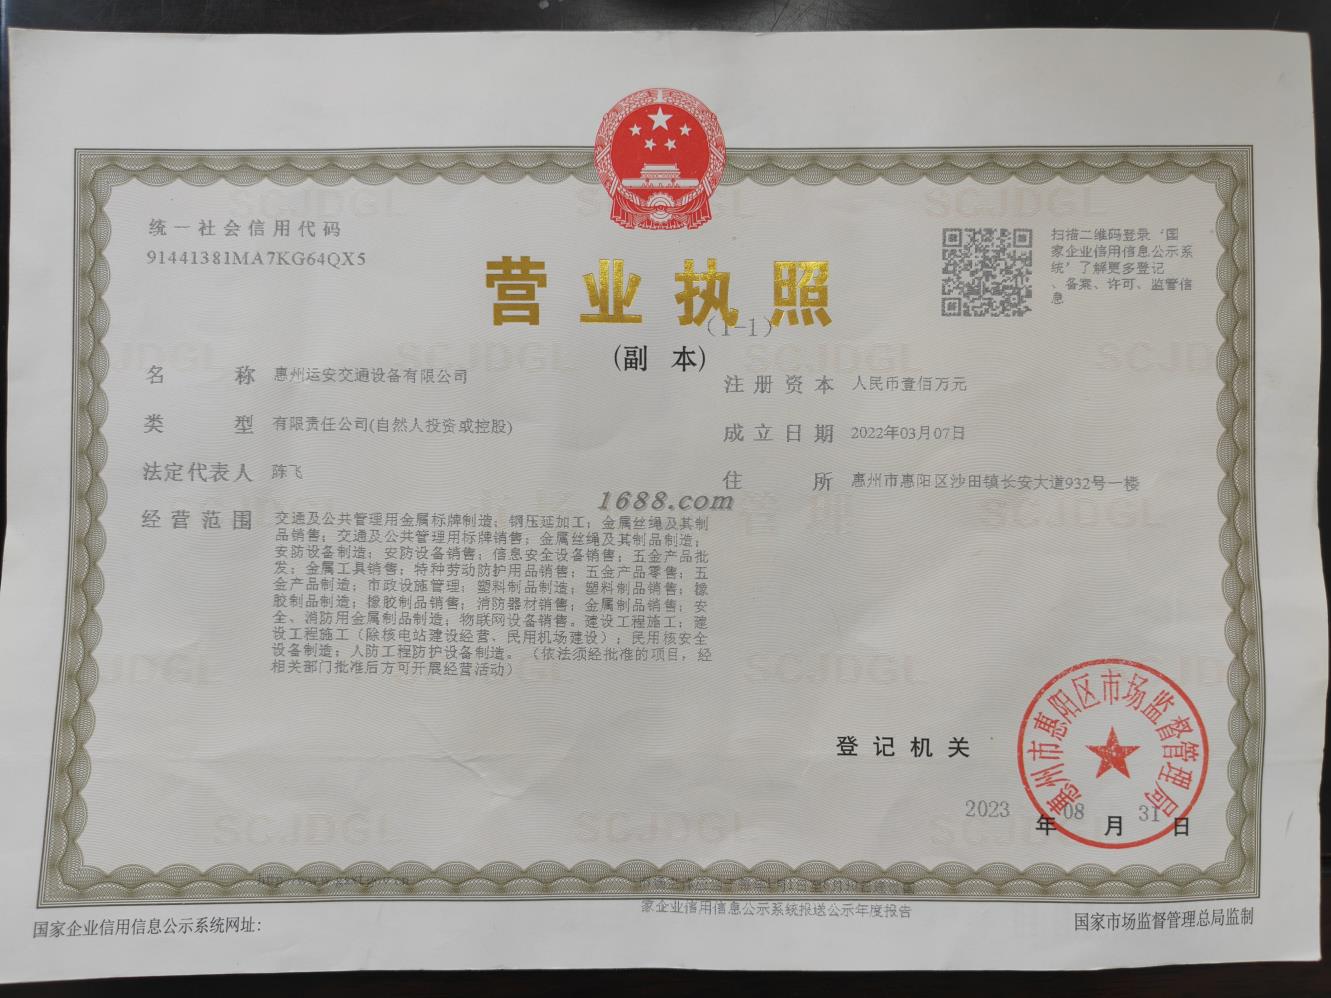 统一社会信用代码
91441381MA7KG64QX5
营业执照
(1-1)
(副 本)
扫描二维码登录‘国
家企业信用信息公示系
统’了解更多登记
、备案、许可、监管信
息
名 称 惠州运安交通设备有限公司
类 型 有限责任公司(自然人投资或控股)
法定代表人 陈飞
经营范围 交通及公共管理用金属标牌制造；钢压延加工；金属丝绳及其制
品销售；交通及公共管理用标牌销售；金属丝绳及其制品制造；
安防设备制造；安防设备销售；信息安全设备销售；五金产品批
发；金属工具销售；特种劳动防护用品销售；五金产品零售；五
金产品制造；市政设施管理；塑料制品制造；塑料制品销售；橡
胶制品制造；橡胶制品销售；消防器材销售；金属制品销售；安
全、消防用金属制品制造；物联网设备销售。建设工程施工；建
设工程施工（除核电站建设经营、民用机场建设）；民用核安全
设备制造；人防工程防护设备制造。（依法须经批准的项目，经
相关部门批准后方可开展经营活动）
注册资本 人民币壹佰万元
成立日期 2022年03月07日
住 所 惠州市惠阳区沙田镇长安大道932号一楼
1688.com
登记机关
惠州市惠阳区市场监督管理局
2023 年 08 月 31 日
http://www.gsxt.gov.cn
国家企业信用信息公示系统网址：
家企业信用信息公示系统报送公示年度报告
国家市场监督管理总局监制